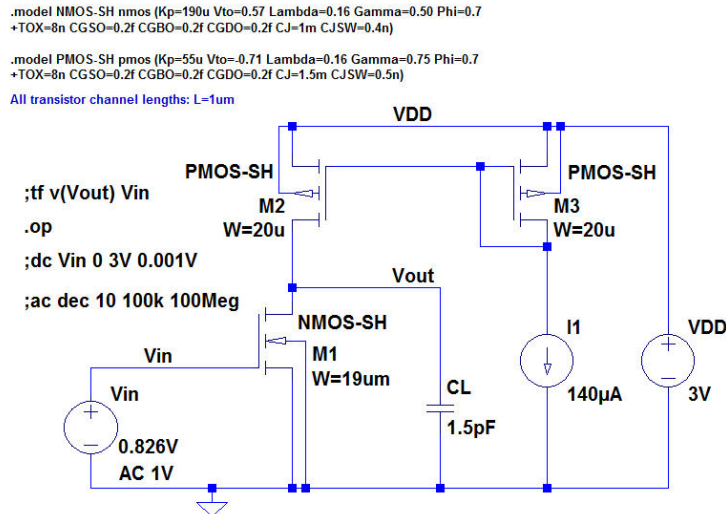 .model NMOS-SH nmos (Kp=190u Vto=0.57 Lambda=0.16 Gamma=0.50 Phi=0.7
+TOX=8n CGSO=0.2f CGBO=0.2f CGDO=0.2f CJ=1m CJSW=0.4n)
.model PMOS-SH pmos (Kp=55u Vto=-0.71 Lambda=0.16 Gamma=0.75 Phi=0.7
+TOX=8n CGSO=0.2f CGBO=0.2f CGDO=0.2f CJ=1.5m CJSW=0.5n)
All transistor channel lengths: L=1um
VDD
PMOS-SH
PMOS-SH
;tf v(Vout) Vin
M2
M3
.op
W=20u
W=20u
;dc Vin 0 3V 0.001V
Vout
;ac dec 10 100k 100Meg
NMOS-SH
I1
VDD
Vin
M1
W=19um
Vin
CL
140µA
3V
1.5pF
0.826V
AC 1V